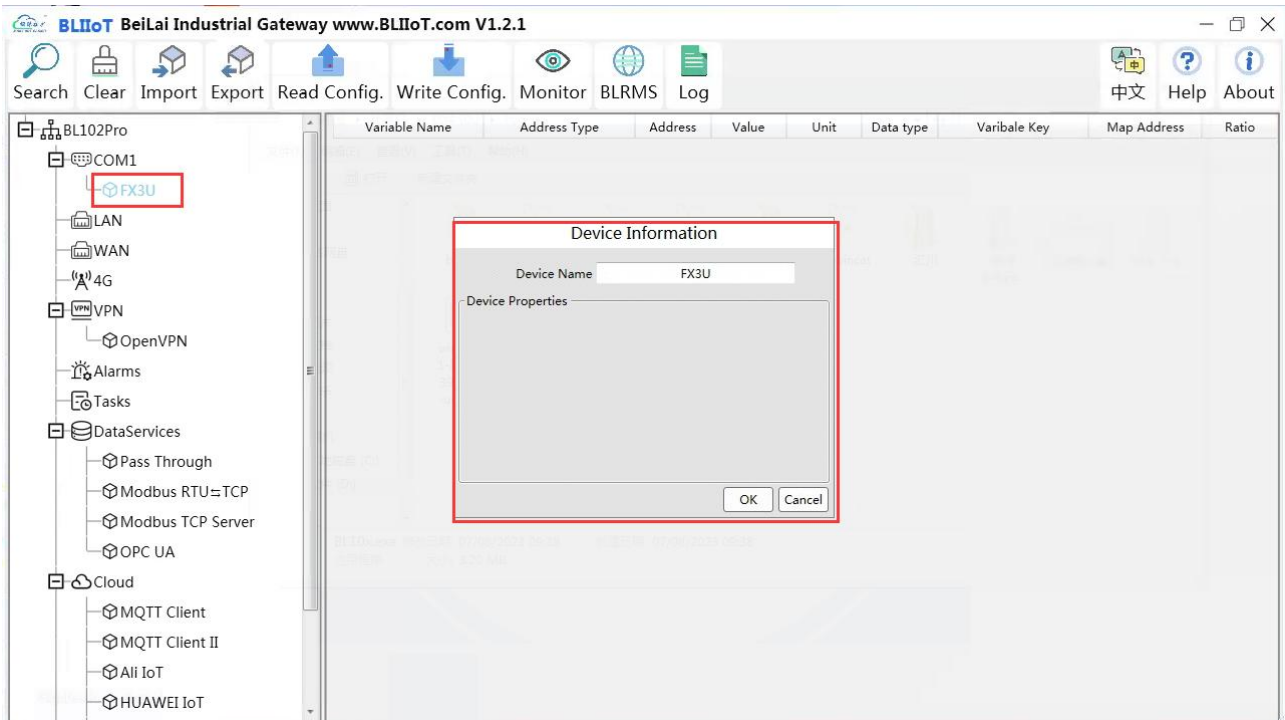 BLIIoT BeiLai Industrial Gateway www.BLIIoT.com V1.2.1
Search Clear Import Export Read Config. Write Config. Monitor BLRMS Log 中文 Help About
BL102Pro
COM1
FX3U
LAN
WAN
4G
VPN
OpenVPN
Alarms
Tasks
DataServices
Pass Through
Modbus RTU⇆TCP
Modbus TCP Server
OPC UA
Cloud
MQTT Client
MQTT Client II
Ali IoT
HUAWEI IoT
Variable Name Address Type Address Value Unit Data type Varibale Key Map Address Ratio
Device Information
Device Name FX3U
Device Properties
OK Cancel